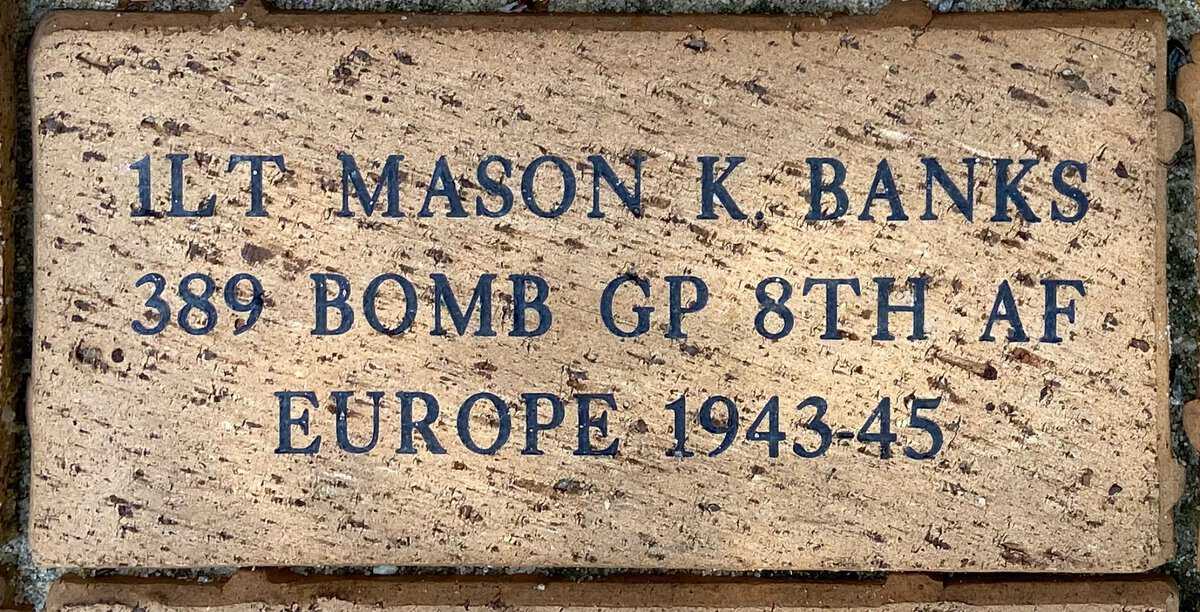 1LT MASON K. BANKS
389 BOMB GP 8TH AF
EUROPE 1943-45